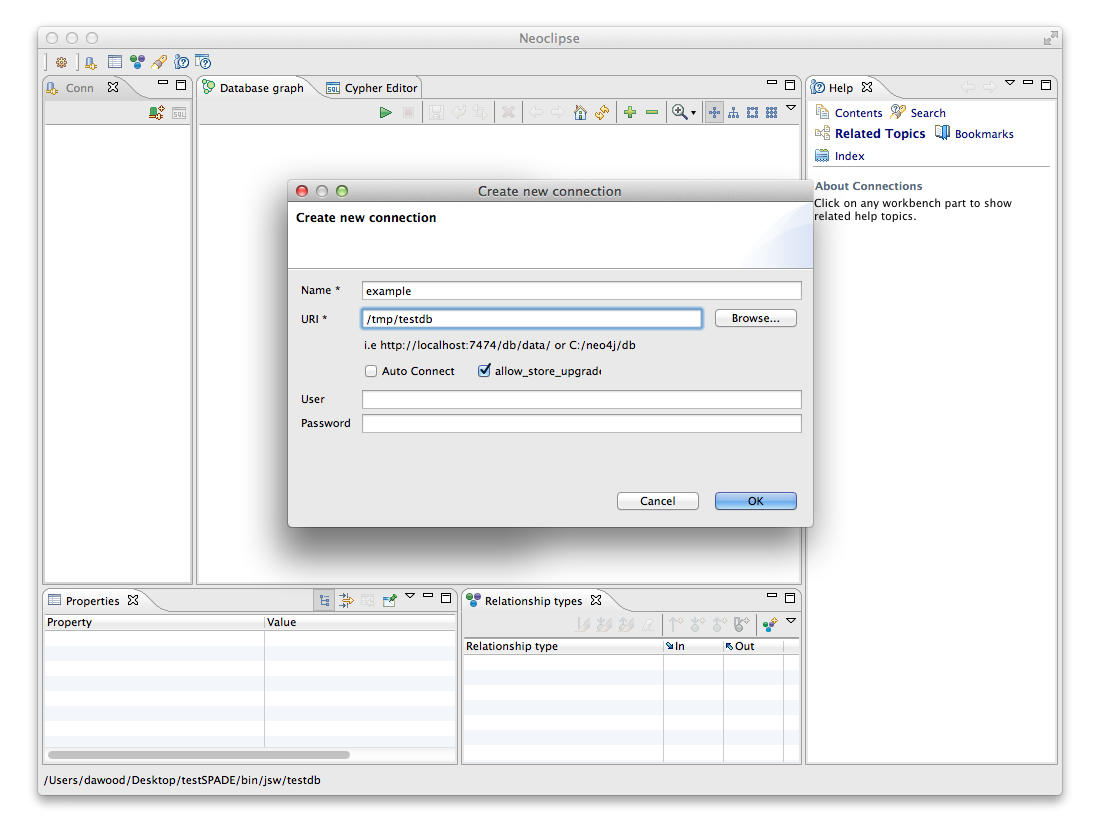 Neoclipse
Conn
Database graph
Cypher Editor
Help
SQL
SQL
Contents
Search
Related Topics
Bookmarks
Index
About Connections
Click on any workbench part to show
related help topics.
Create new connection
Create new connection
Name *
example
URI *
/tmp/testdb
Browse...
i.e http://localhost:7474/db/data/ or C:/neo4j/db
Auto Connect
allow_store_upgrade
User
Password
Cancel
OK
Properties
Property
Value
Relationship types
Relationship type
In
Out
/Users/dawood/Desktop/testSPADE/bin/jsw/testdb